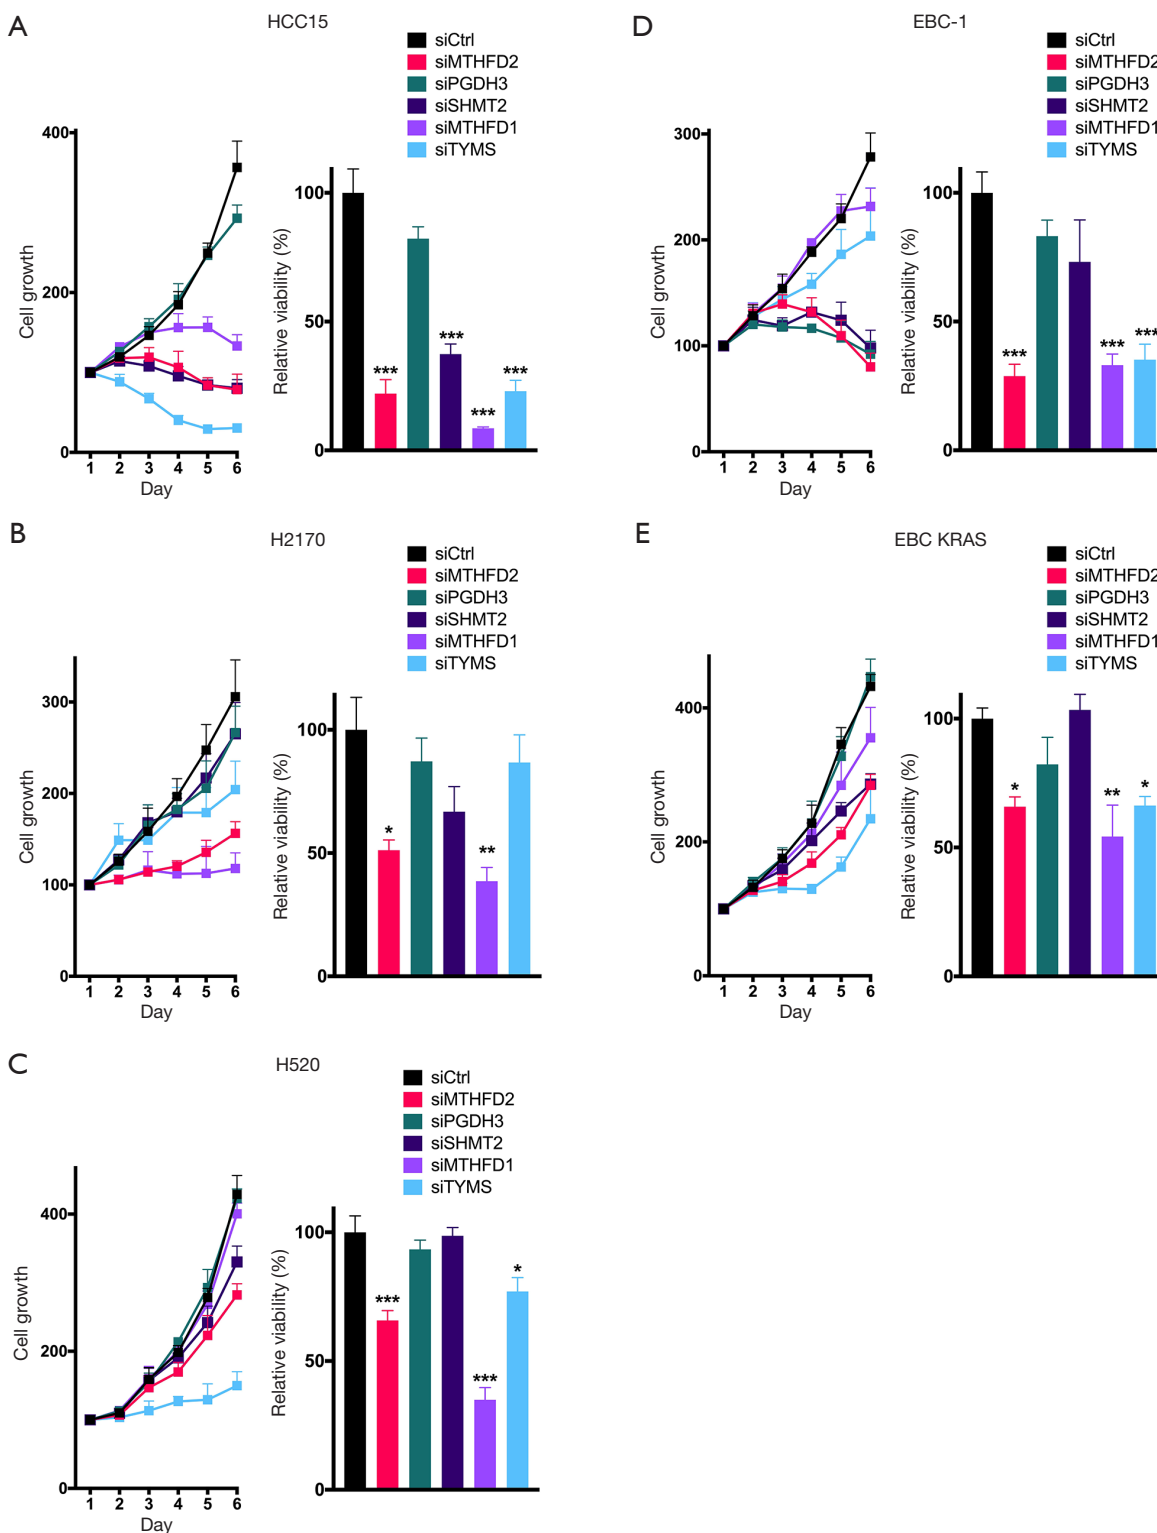 A
HCC15
siCtrl
siMTHFD2
siPGDH3
siSHMT2
siMTHFD1
siTYMS
Cell growth
400
200
0
1 2 3 4 5 6
Day
Relative viability (%)
100
50
0
*** *** *** ***
D
EBC-1
siCtrl
siMTHFD2
siPGDH3
siSHMT2
siMTHFD1
siTYMS
Cell growth
300
200
100
0
1 2 3 4 5 6
Day
Relative viability (%)
100
50
0
*** *** ***
B
H2170
siCtrl
siMTHFD2
siPGDH3
siSHMT2
siMTHFD1
siTYMS
Cell growth
300
200
100
0
1 2 3 4 5 6
Day
Relative viability (%)
100
50
0
* **
E
EBC KRAS
siCtrl
siMTHFD2
siPGDH3
siSHMT2
siMTHFD1
siTYMS
Cell growth
400
200
0
1 2 3 4 5 6
Day
Relative viability (%)
100
50
0
* ** *
C
H520
siCtrl
siMTHFD2
siPGDH3
siSHMT2
siMTHFD1
siTYMS
Cell growth
400
200
0
1 2 3 4 5 6
Day
Relative viability (%)
100
50
0
*** *** *